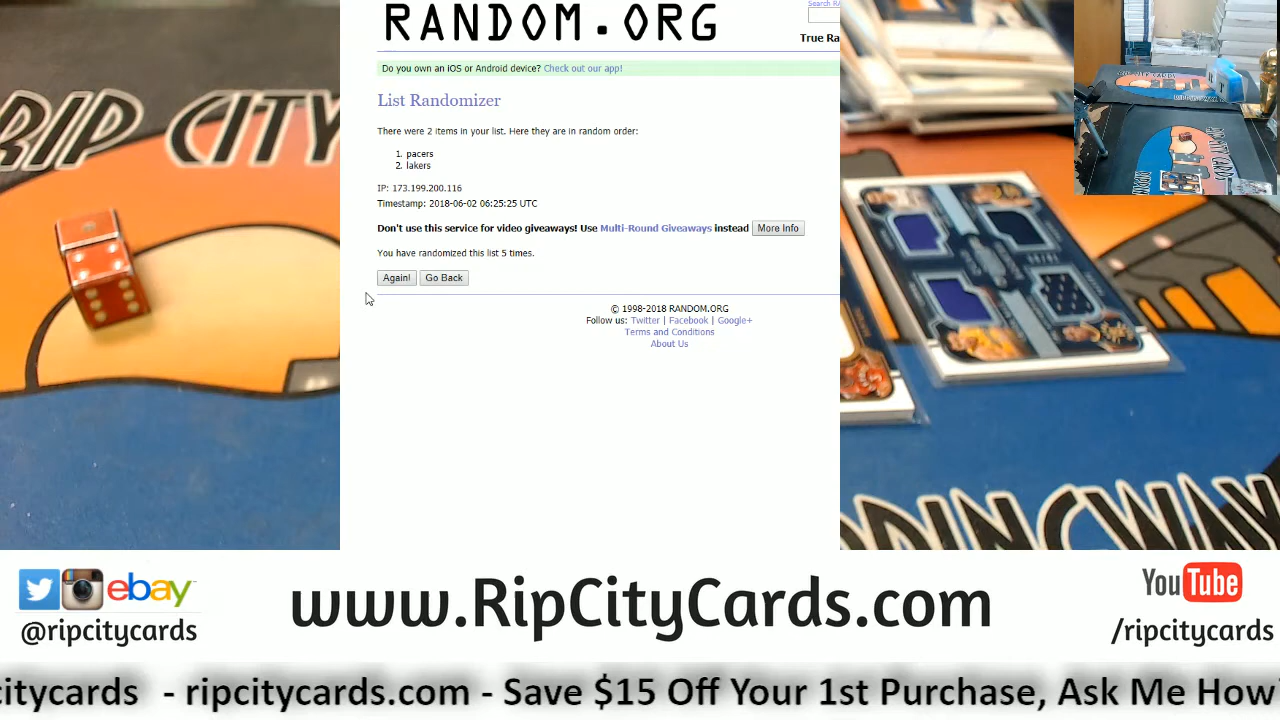 RIP CITY
RANDOM.ORG
Search RA
True Ra
Do you own an iOS or Android device? Check out our app!
List Randomizer
There were 2 items in your list. Here they are in random order:
1. pacers
2. lakers
IP: 173.199.200.116
Timestamp: 2018-06-02 06:25:25 UTC
Don't use this service for video giveaways! Use Multi-Round Giveaways instead More Info
You have randomized this list 5 times.
Again! Go Back
© 1998-2018 RANDOM.ORG
Follow us: Twitter | Facebook | Google+
Terms and Conditions
About Us
RIP CITY CARDS
ebay
@ripcitycards
www.RipCityCards.com
YouTube
/ripcitycards
citycards - ripcitycards.com - Save $15 Off Your 1st Purchase, Ask Me How